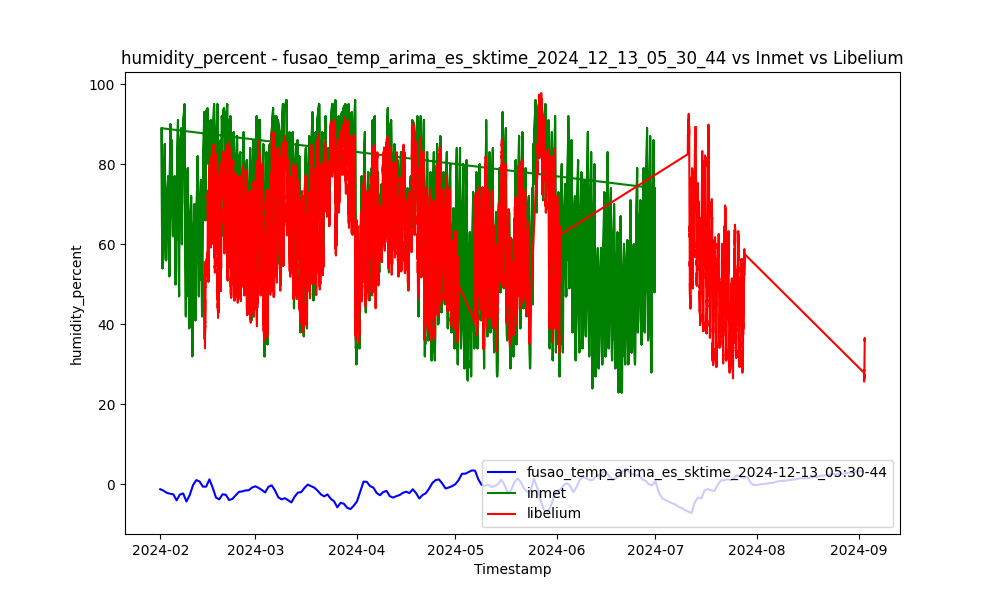 humidity_percent - fusao_temp_arima_es_sktime_2024_12_13_05_30_44 vs Inmet vs Libelium
humidity_percent
100
80
60
40
20
0
fusao_temp_arima_es_sktime_2024-12-13_05:30-44
inmet
libelium
2024-02
2024-03
2024-04
2024-05
2024-06
2024-07
2024-08
2024-09
Timestamp